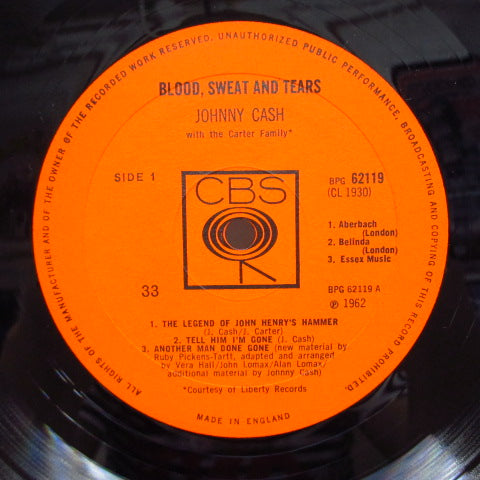 ALL RIGHTS OF THE MANUFACTURER AND OF THE OWNER OF THE RECORDED WORK RESERVED. UNAUTHORIZED PUBLIC PERFORMANCE, BROADCASTING AND COPYING OF THIS RECORD PROHIBITED.
BLOOD, SWEAT AND TEARS
JOHNNY CASH
with the Carter Family*
SIDE 1
BPG 62119
(CL 1930)
CBS
1. Aberbach
(London)
2. Belinda
(London)
3. Essex Music
33
BPG 62119 A
℗ 1962
1. THE LEGEND OF JOHN HENRY'S HAMMER
(J. Cash/J. Carter)
2. TELL HIM I'M GONE (J. Cash)
3. ANOTHER MAN DONE GONE (new material by
Ruby Pickens-Tartt, adapted and arranged
by Vera Hall/John Lomax/Alan Lomax/
additional material by Johnny Cash)
*Courtesy of Liberty Records
MADE IN ENGLAND